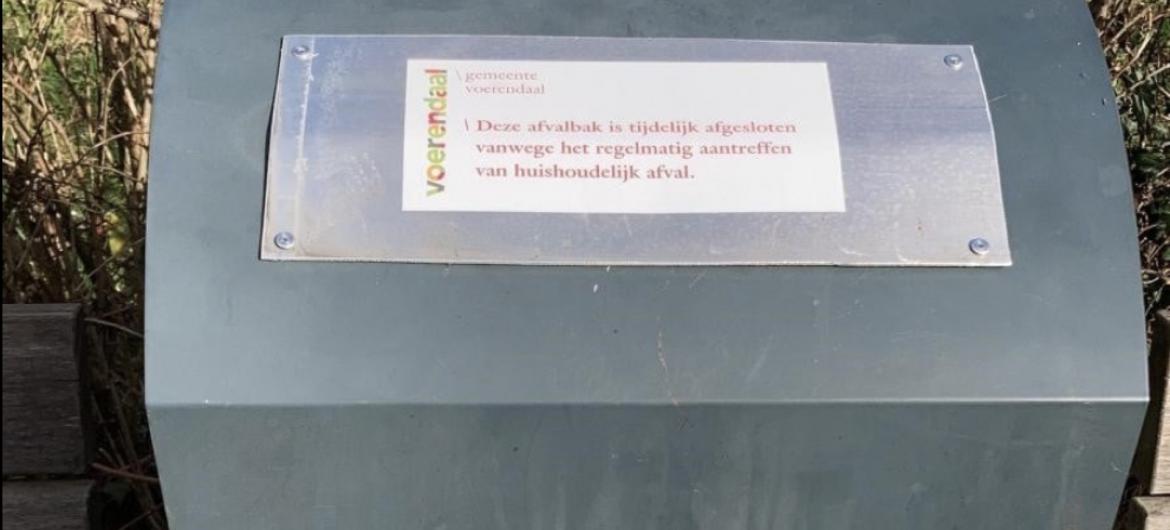 voerendaal
\ gemeente
voerendaal
\ Deze afvalbak is tijdelijk afgesloten
vanwege het regelmatig aantreffen
van huishoudelijk afval.